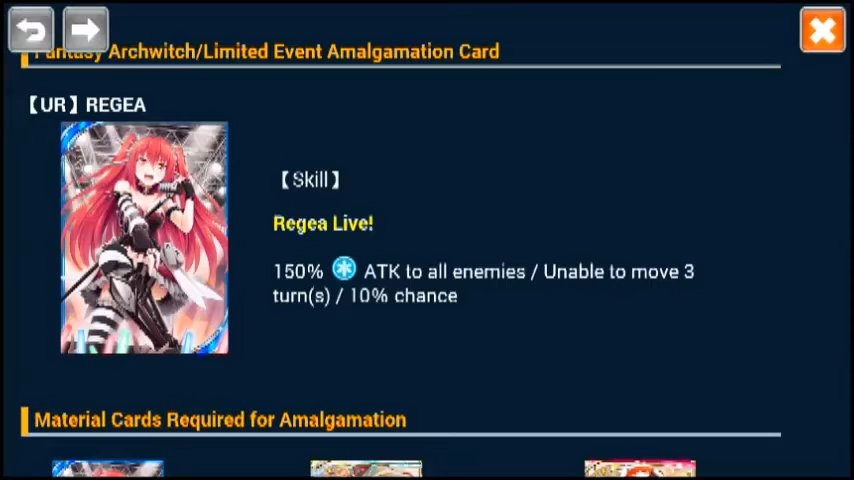 Fantasy Archwitch/Limited Event Amalgamation Card
【UR】REGEA
【Skill】
Regea Live!
150% ATK to all enemies / Unable to move 3
turn(s) / 10% chance
Material Cards Required for Amalgamation